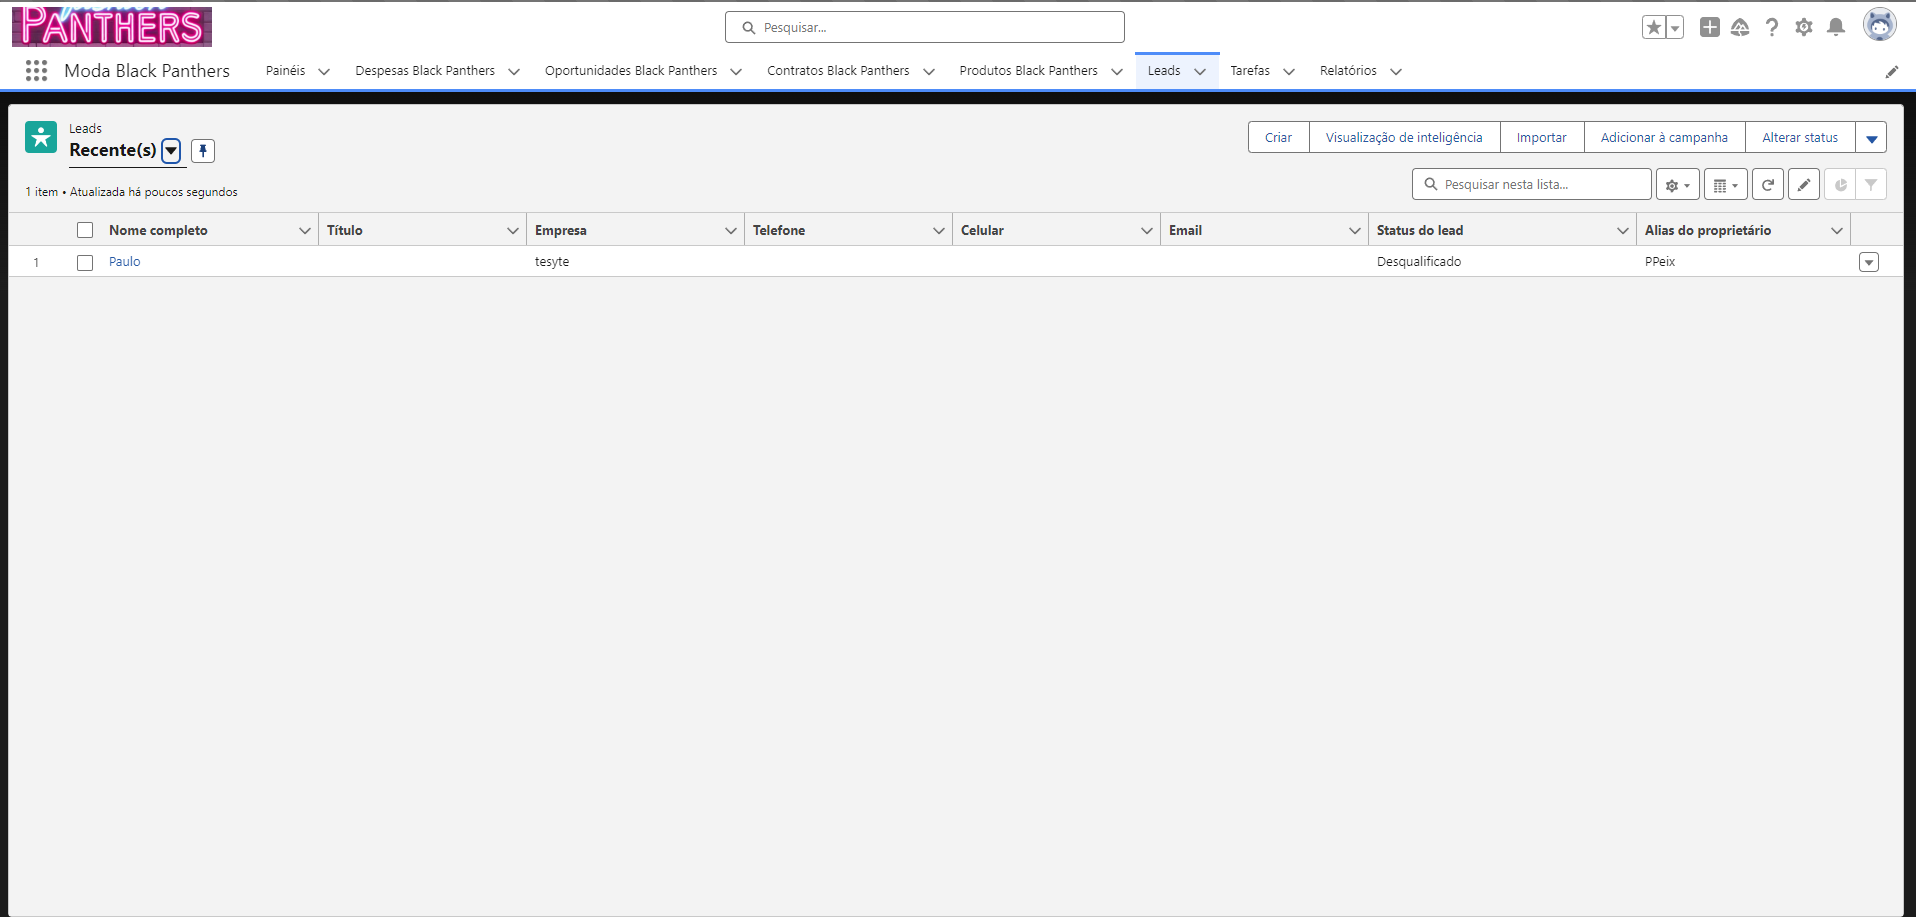 PANTHERS
Pesquisar...
Moda Black Panthers
Painéis
Despesas Black Panthers
Oportunidades Black Panthers
Contratos Black Panthers
Produtos Black Panthers
Leads
Tarefas
Relatórios
Leads
Recente(s)
Criar
Visualização de inteligência
Importar
Adicionar à campanha
Alterar status
1 item • Atualizada há poucos segundos
Pesquisar nesta lista...
Nome completo
Título
Empresa
Telefone
Celular
Email
Status do lead
Alias do proprietário
1
Paulo
tesyte
Desqualificado
PPeix